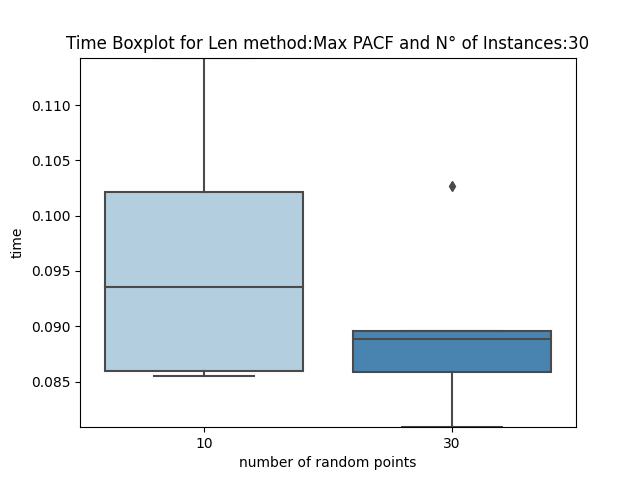 Time Boxplot for Len method:Max PACF and N° of Instances:30
0.110
0.105
0.100
0.095
0.090
0.085
time
10
30
number of random points